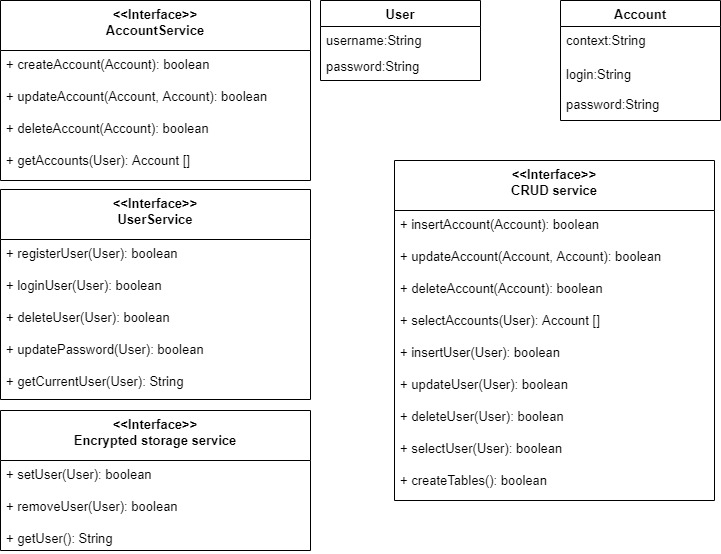 <<Interface>>
AccountService
+ createAccount(Account): boolean
+ updateAccount(Account, Account): boolean
+ deleteAccount(Account): boolean
+ getAccounts(User): Account []
User
username:String
password:String
Account
context:String
login:String
password:String
<<Interface>>
UserService
+ registerUser(User): boolean
+ loginUser(User): boolean
+ deleteUser(User): boolean
+ updatePassword(User): boolean
+ getCurrentUser(User): String
<<Interface>>
CRUD service
+ insertAccount(Account): boolean
+ updateAccount(Account, Account): boolean
+ deleteAccount(Account): boolean
+ selectAccounts(User): Account []
+ insertUser(User): boolean
+ updateUser(User): boolean
+ deleteUser(User): boolean
+ selectUser(User): boolean
+ createTables(): boolean
<<Interface>>
Encrypted storage service
+ setUser(User): boolean
+ removeUser(User): boolean
+ getUser(): String